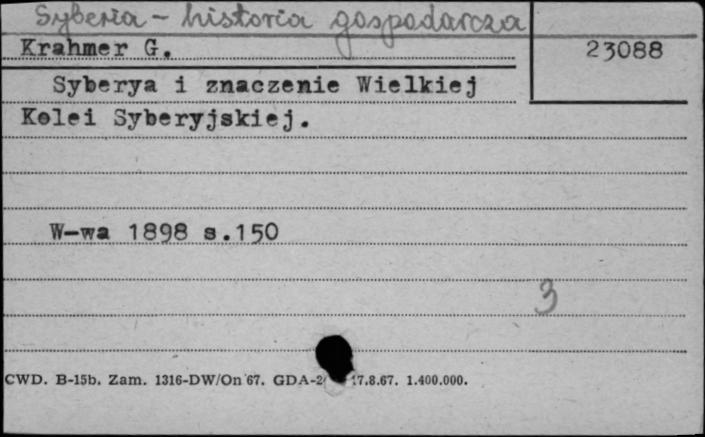 Syberia - historia gospodarcza
Krahmer G.
23088
Syberya i znaczenie Wielkiej
Kolei Syberyjskiej.
W-wa 1898 s.150
3
CWD. B-15b. Zam. 1316-DW/On 67. GDA-2 17.8.67. 1.400.000.